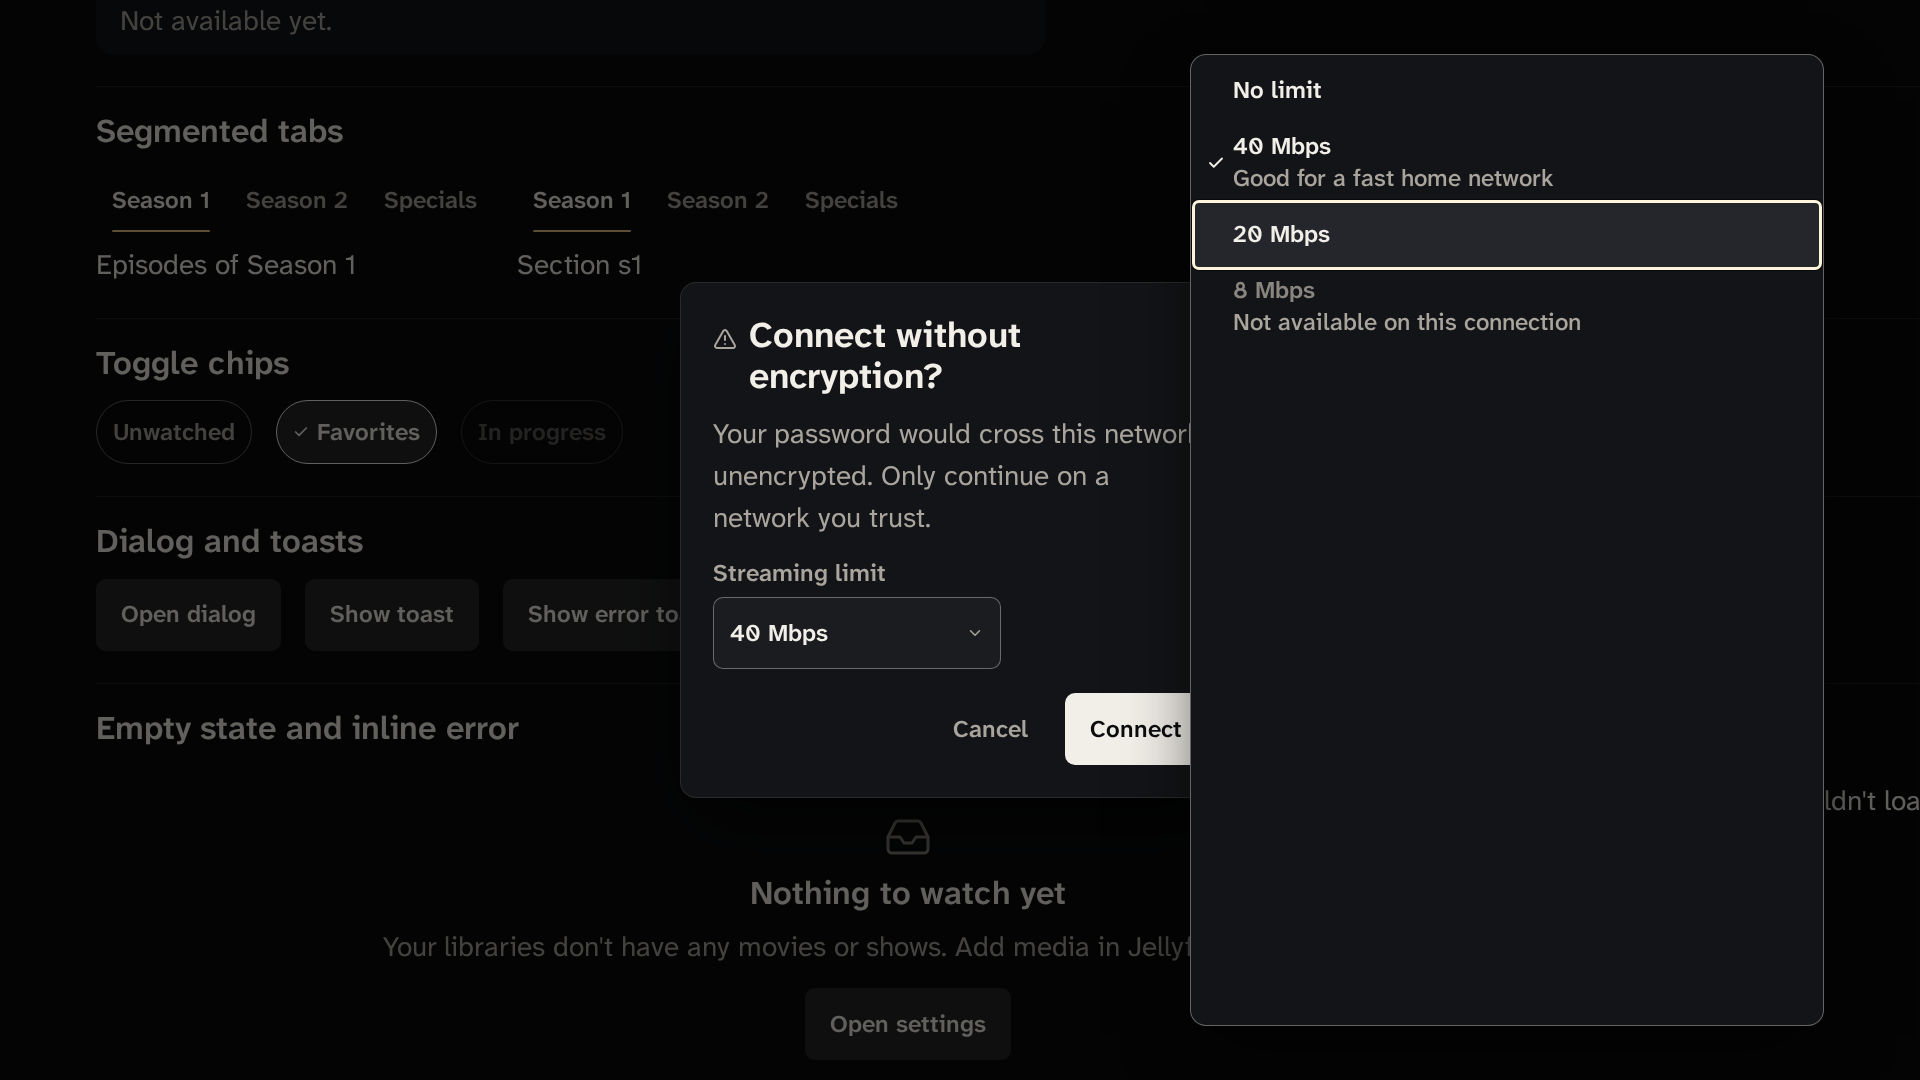 Not available yet.
Segmented tabs
Season 1 Season 2 Specials
Episodes of Season 1
Season 1 Season 2 Specials
Section s1
Toggle chips
Unwatched Favorites In progress
Dialog and toasts
Open dialog Show toast Show error
Empty state and inline error
Nothing to watch yet
Your libraries don't have any movies or shows. Add media in
Open settings
Connect without
encryption?
Your password would cross this network
unencrypted. Only continue on a
network you trust.
Streaming limit
40 Mbps
Cancel Connect
No limit
40 Mbps
Good for a fast home network
20 Mbps
8 Mbps
Not available on this connection